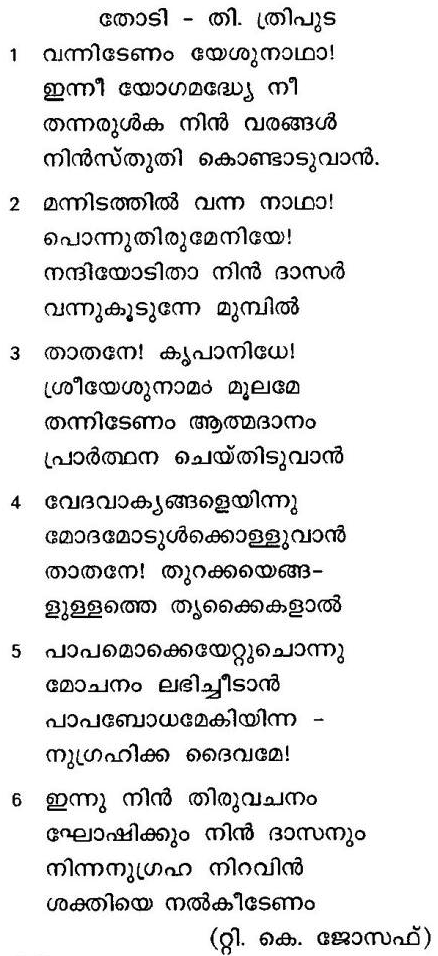 തോടി - തി. ത്രിപുട
1 വന്നിടേണം യേശുനാഥാ!
ഇന്നീ യോഗമദ്ധ്യേ നീ
തന്നരുൾക നിൻ വരങ്ങൾ
നിൻസ്തുതി കൊണ്ടാടുവാൻ.
2 മന്നിടത്തിൽ വന്ന നാഥാ!
പൊന്നുതിരുമേനിയേ!
നന്ദിയോടിതാ നിൻ ദാസർ
വന്നുകൂടുന്നേ മുമ്പിൽ
3 താതനേ! കൃപാനിധേ!
ശ്രീയേശുനാമം മൂലമേ
തന്നിടേണം ആത്മദാനം
പ്രാർത്ഥന ചെയ്തിടുവാൻ
4 വേദവാക്യങ്ങളെയിന്നു
മോദമോടുൾക്കൊള്ളുവാൻ
താതനേ! തുറക്കയെങ്ങ-
ളുള്ളത്തെ തൃക്കൈകളാൽ
5 പാപമൊക്കെയേറ്റുചൊന്നു
മോചനം ലഭിച്ചീടാൻ
പാപബോധമേകിയിന്ന -
നുഗ്രഹിക്ക ദൈവമേ!
6 ഇന്നു നിൻ തിരുവചനം
ഘോഷിക്കും നിൻ ദാസനും
നിന്നനുഗ്രഹ നിറവിൻ
ശക്തിയെ നൽകീടേണം
(റ്റി. കെ. ജോസഫ്)